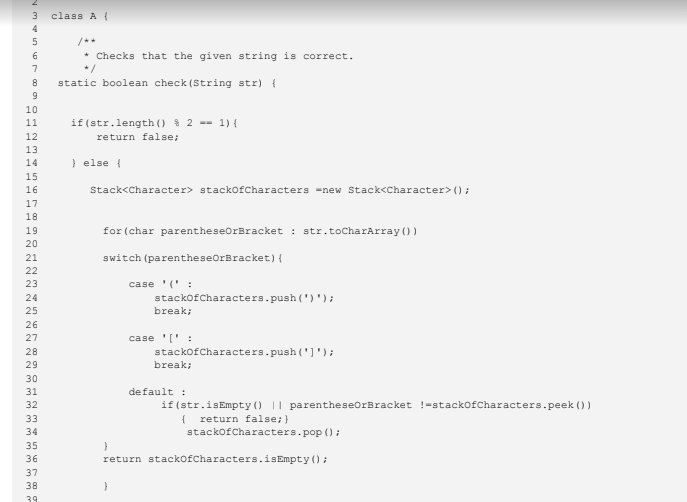 2
3 class A {
4
5 /**
6 * Checks that the given string is correct.
7 */
8 static boolean check(String str) {
9
10
11 if(str.length() % 2 == 1){
12 return false;
13
14 } else {
15
16 Stack<Character> stackOfCharacters =new Stack<Character>();
17
18
19 for(char parentheseOrBracket : str.toCharArray())
20
21 switch(parentheseOrBracket){
22
23 case '(' :
24 stackOfCharacters.push(')');
25 break;
26
27 case '[' :
28 stackOfCharacters.push(']');
29 break;
30
31 default :
32 if(str.isEmpty() || parentheseOrBracket !=stackOfCharacters.peek())
33 { return false;}
34 stackOfCharacters.pop();
35 }
36 return stackOfCharacters.isEmpty();
37
38 }
39